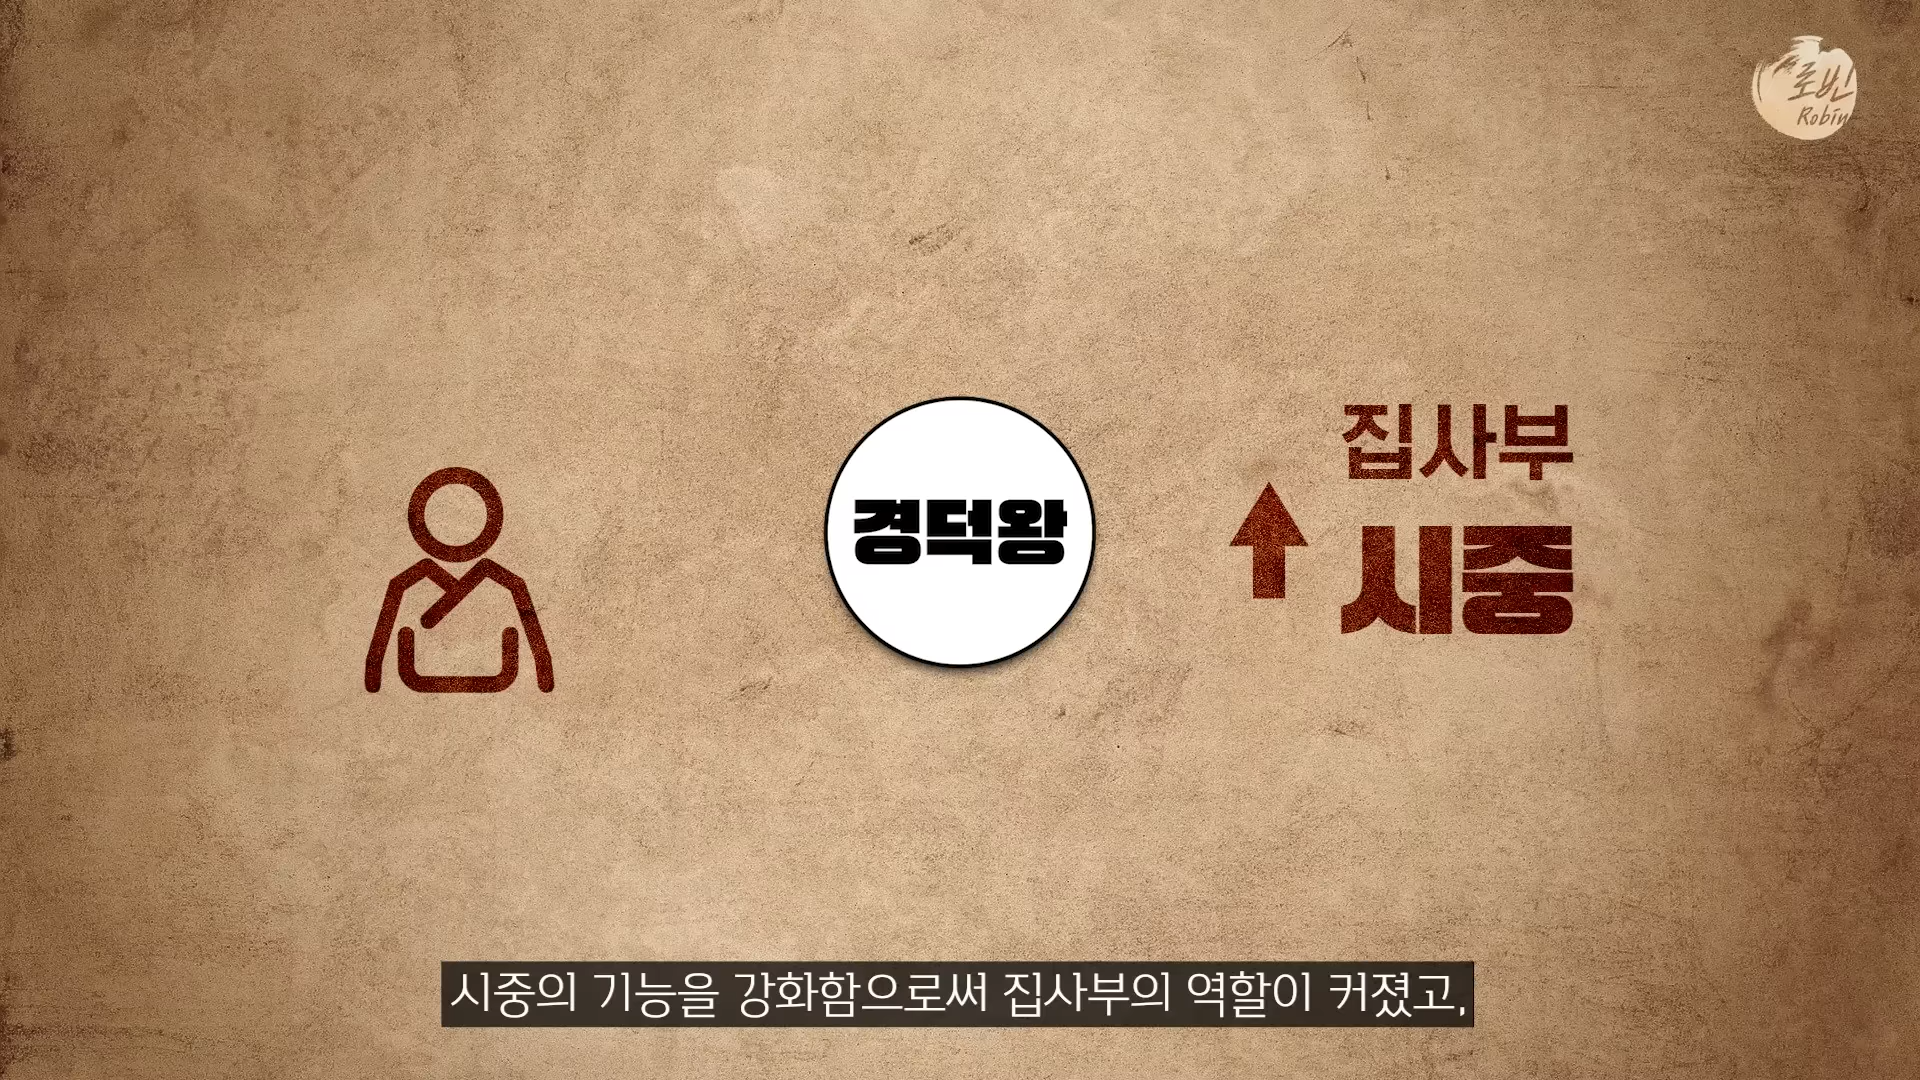 로빈
Robin
집사부
경덕왕
시중
시중의 기능을 강화함으로써 집사부의 역할이 커졌고,